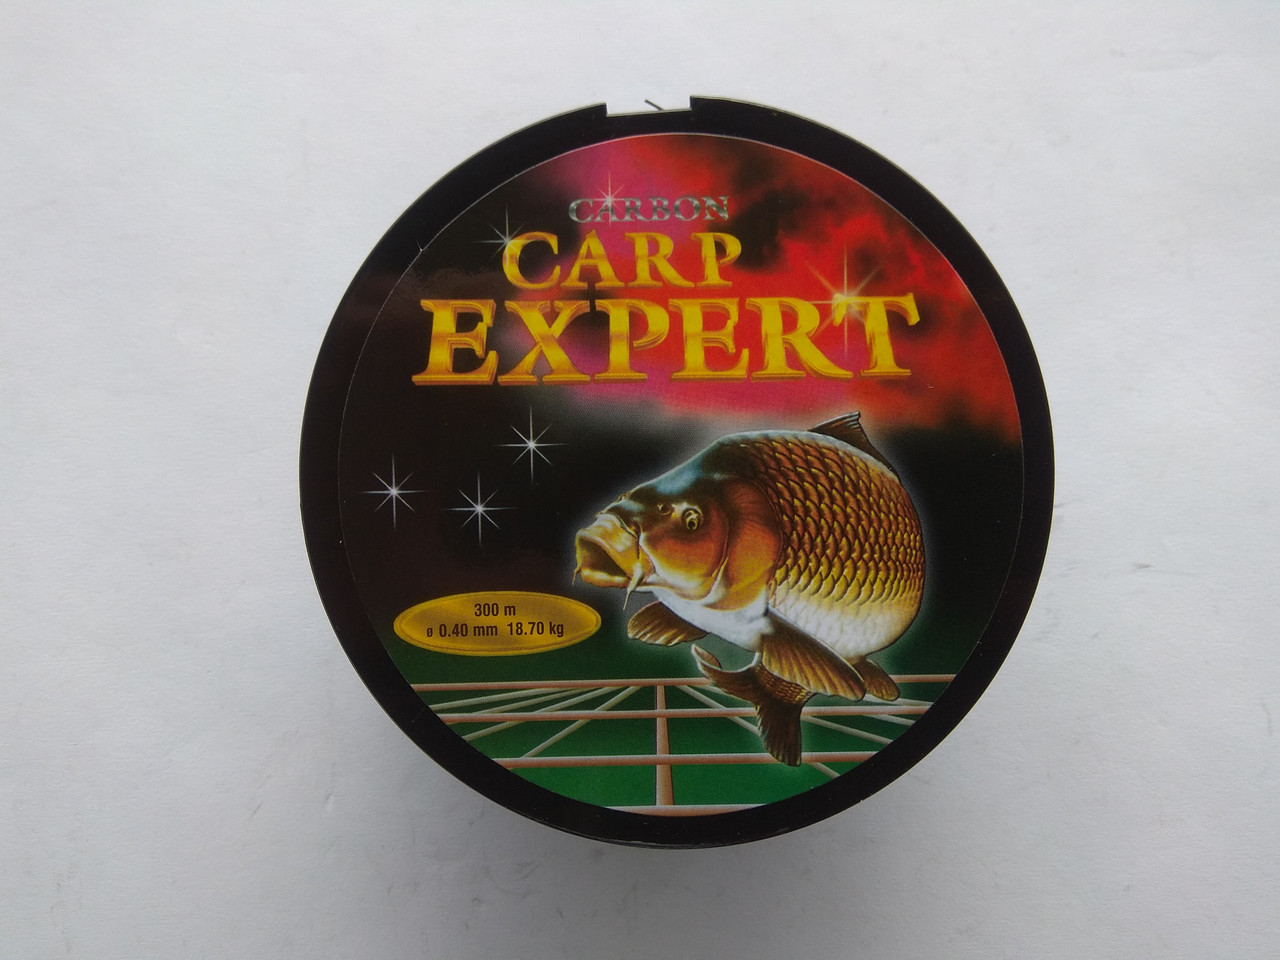 CARBON
CARP
EXPERT
300 m
ø 0.40 mm 18.70 kg